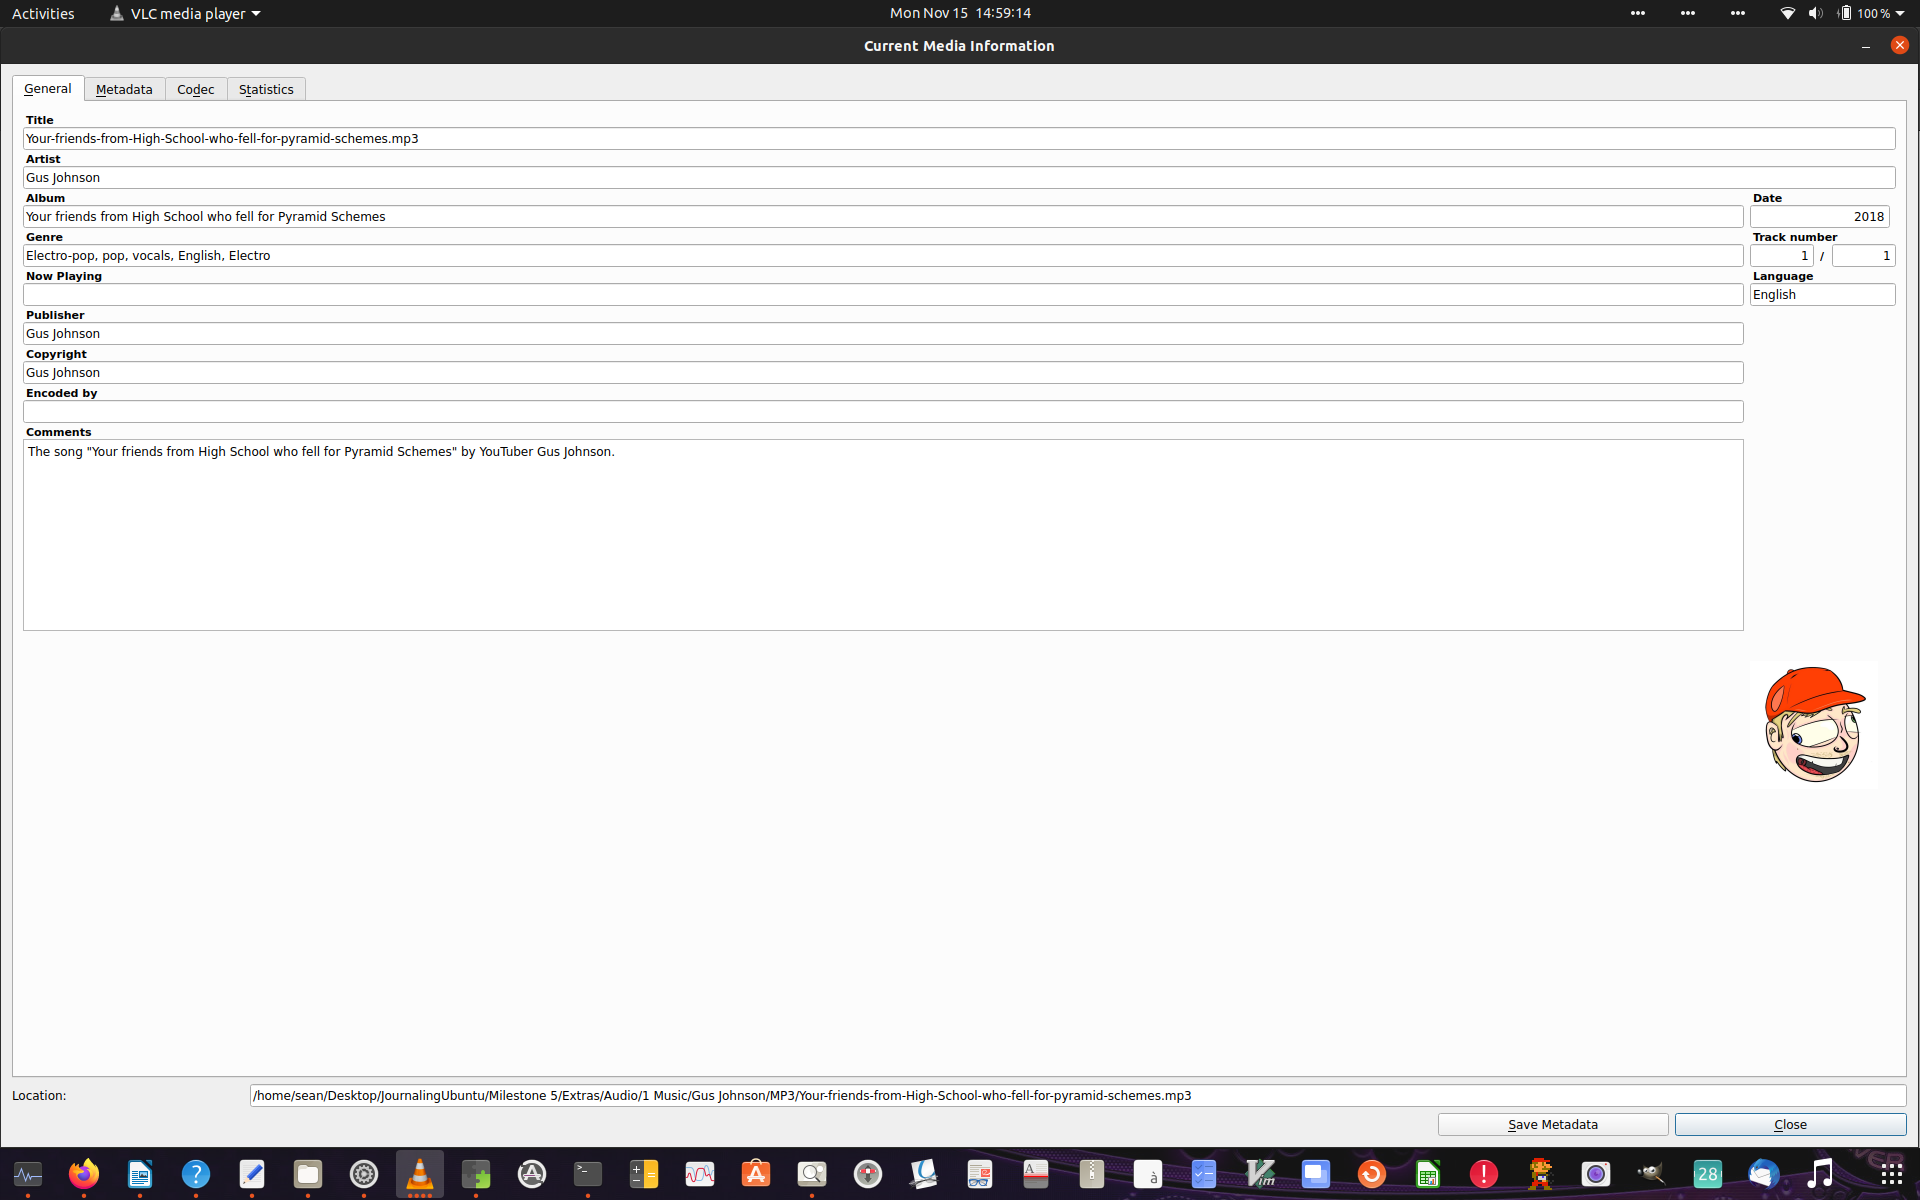 Activities VLC media player Mon Nov 15 14:59:14 100 %
Current Media Information
General Metadata Codec Statistics
Title
Your-friends-from-High-School-who-fell-for-pyramid-schemes.mp3
Artist
Gus Johnson
Album Date
Your friends from High School who fell for Pyramid Schemes 2018
Genre Track number
Electro-pop, pop, vocals, English, Electro 1 / 1
Now Playing Language
English
Publisher
Gus Johnson
Copyright
Gus Johnson
Encoded by
Comments
The song "Your friends from High School who fell for Pyramid Schemes" by YouTuber Gus Johnson.
Location: /home/sean/Desktop/JournalingUbuntu/Milestone 5/Extras/Audio/1 Music/Gus Johnson/MP3/Your-friends-from-High-School-who-fell-for-pyramid-schemes.mp3
Save Metadata Close
? >_ A à Vim ! 28